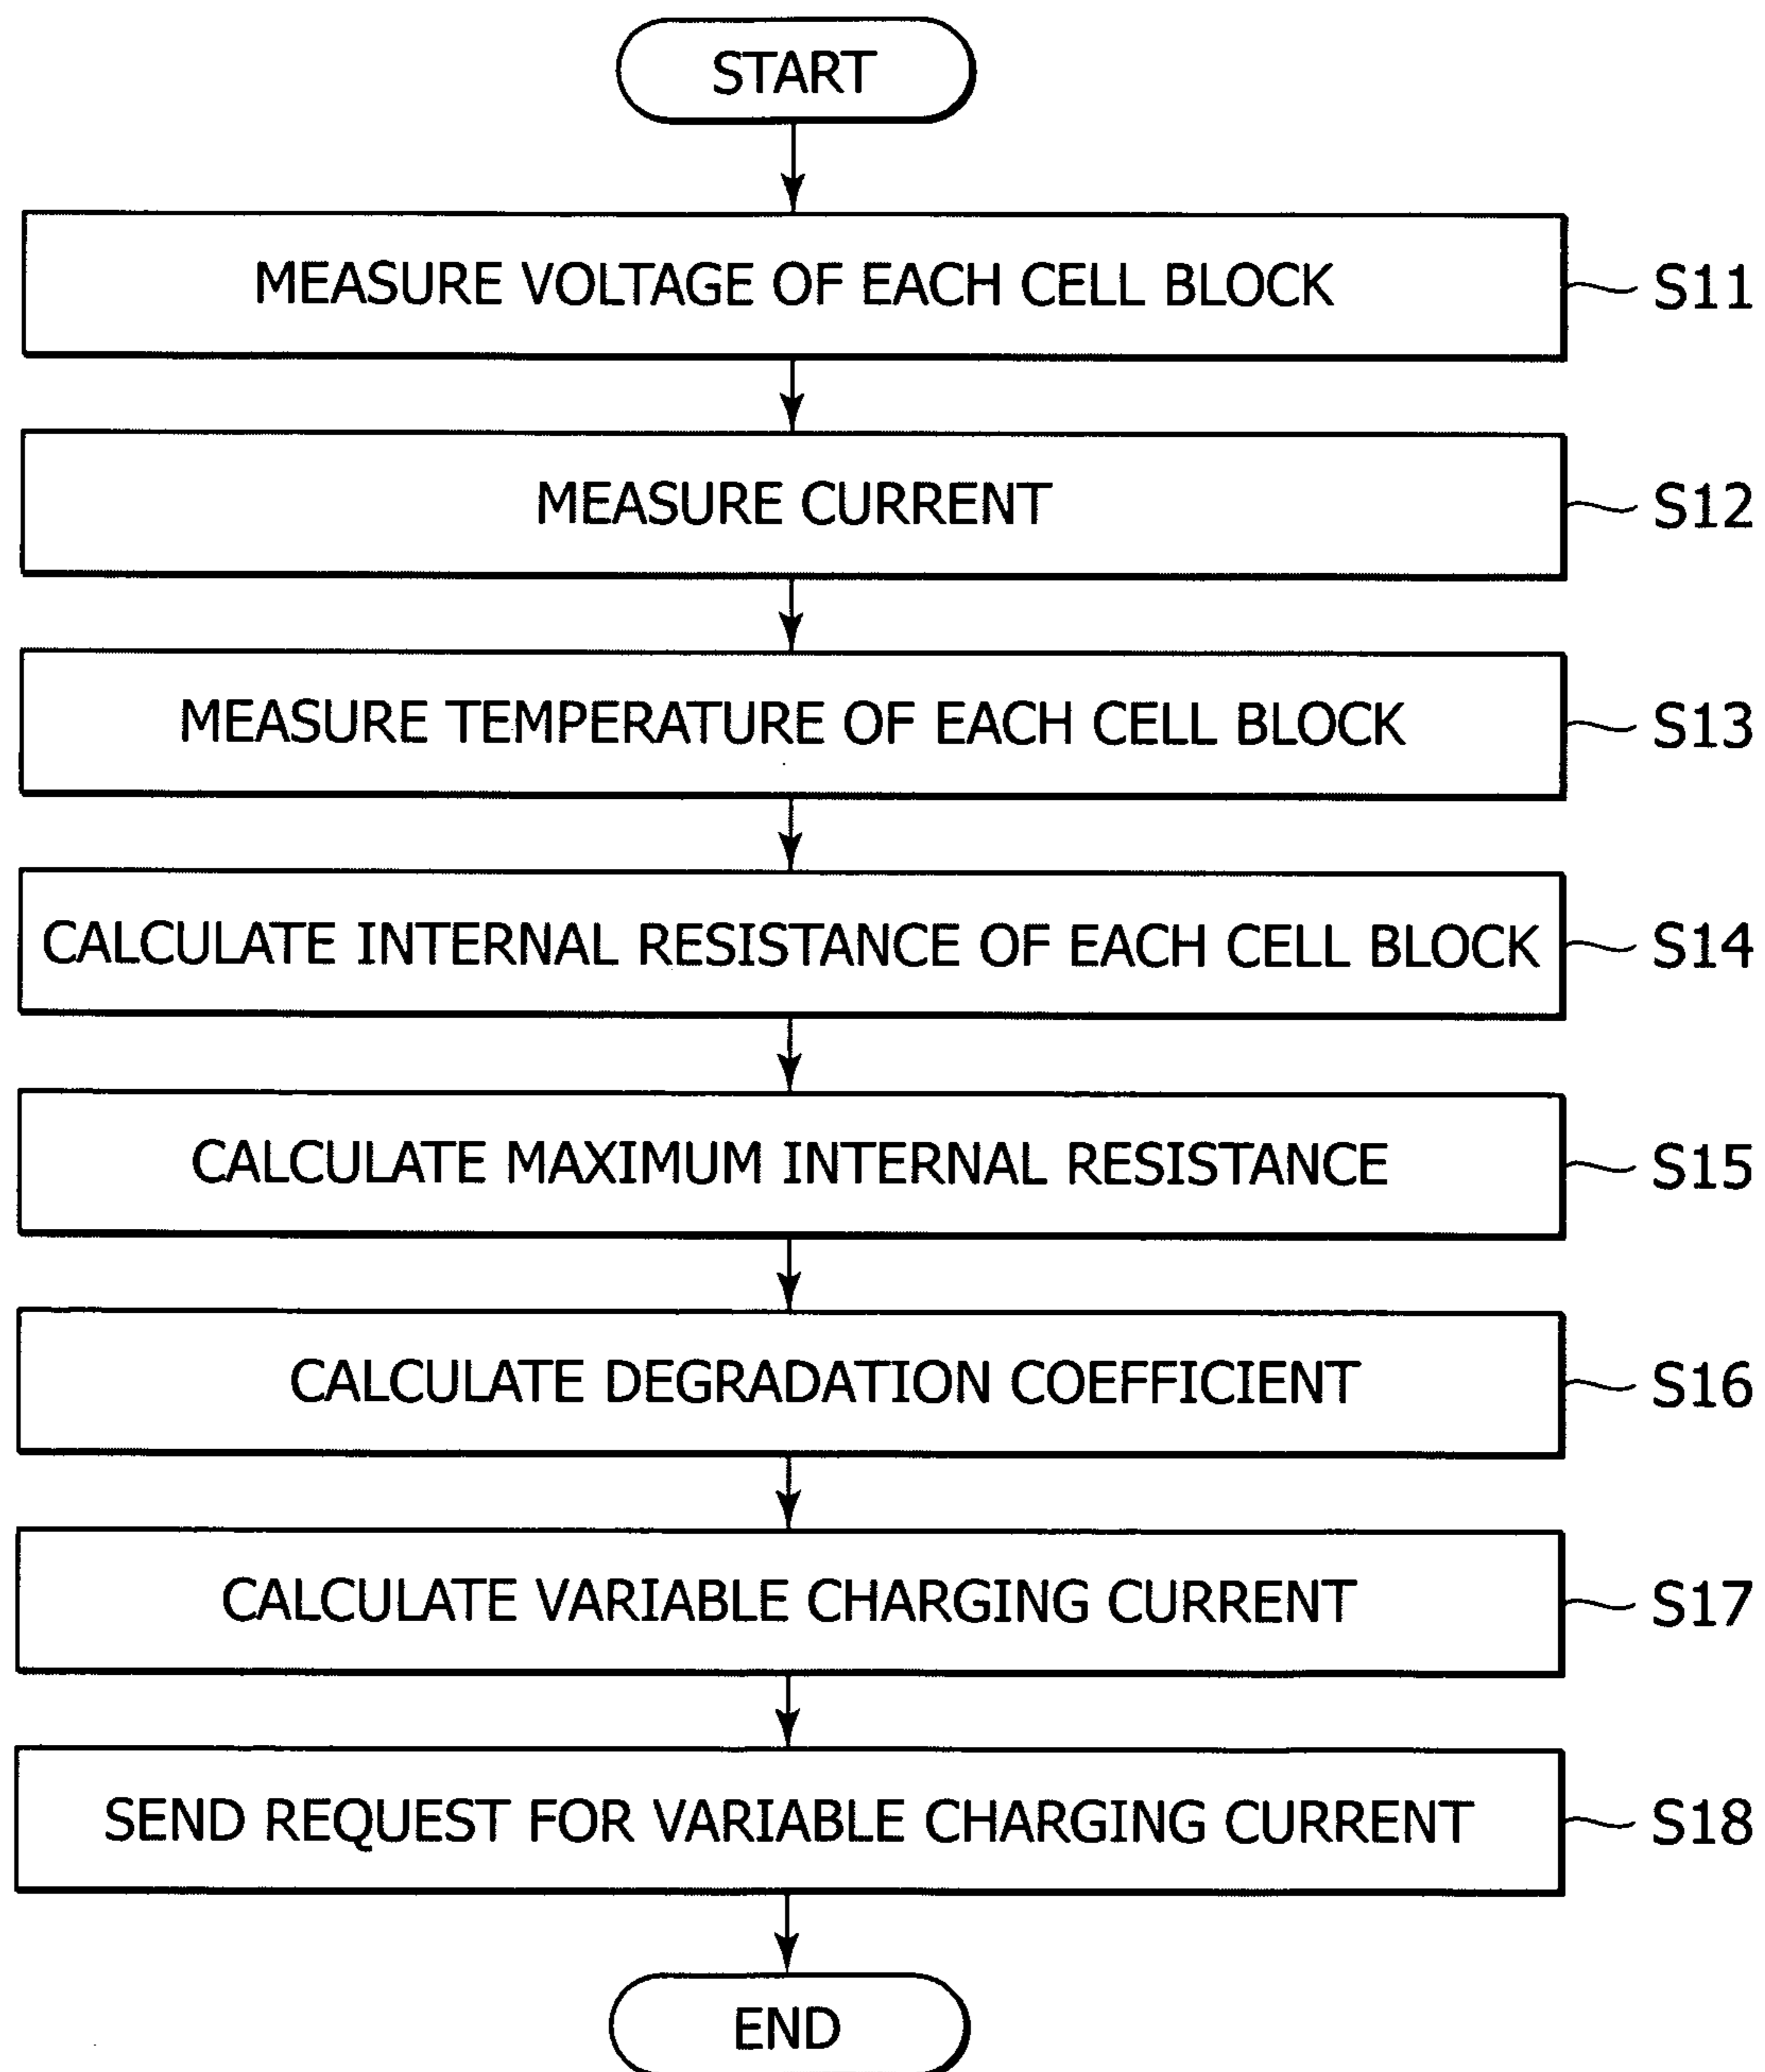 START
MEASURE VOLTAGE OF EACH CELL BLOCK
S11
MEASURE CURRENT
S12
MEASURE TEMPERATURE OF EACH CELL BLOCK
S13
CALCULATE INTERNAL RESISTANCE OF EACH CELL BLOCK
S14
CALCULATE MAXIMUM INTERNAL RESISTANCE
S15
CALCULATE DEGRADATION COEFFICIENT
S16
CALCULATE VARIABLE CHARGING CURRENT
S17
SEND REQUEST FOR VARIABLE CHARGING CURRENT
S18
END